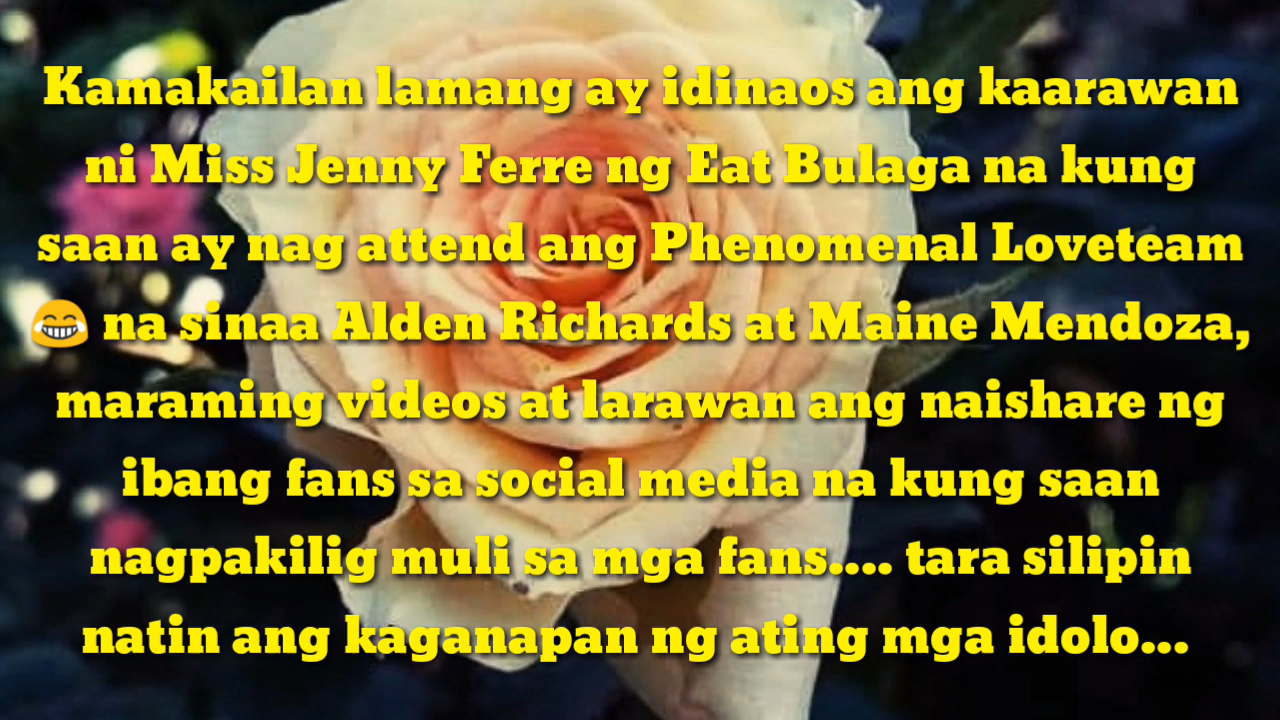 Kamakailan lamang ay idinaos ang kaarawan
ni Miss Jenny Ferre ng Eat Bulaga na kung
saan ay nag attend ang Phenomenal Loveteam
😂 na sinaa Alden Richards at Maine Mendoza,
maraming videos at larawan ang naishare ng
ibang fans sa social media na kung saan
nagpakilig muli sa mga fans.... tara silipin
natin ang kaganapan ng ating mga idolo...